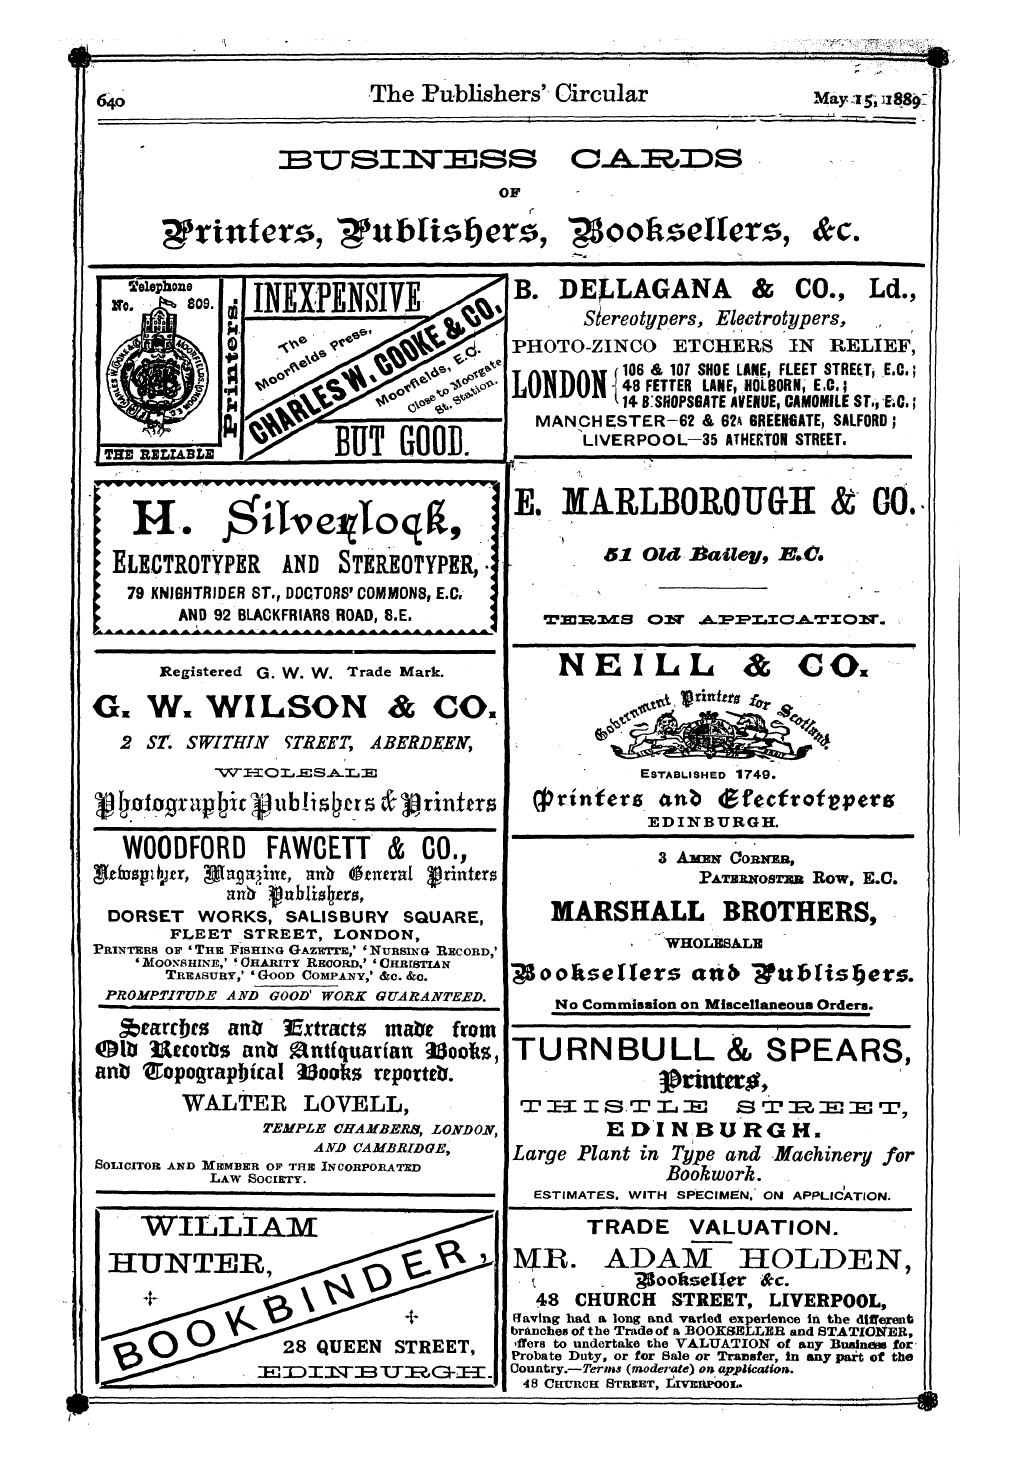 640
The Publishers' Circular
May 15, 1889
BUSINESS CARDS
OF
Printers, Publishers, Booksellers, &c.
Telephone
No. 809.
THE RELIABLE
Printers.
INEXPENSIVE
The
Moorfields Press,
CHARLES W. COOKE & CO.,
Moorfields, E.C.
Close to Moorgate
St. Station.
BUT GOOD.
H. Silverlock,
ELECTROTYPER AND STEREOTYPER,
79 KNIGHTRIDER ST., DOCTORS' COMMONS, E.C.
AND 92 BLACKFRIARS ROAD, S.E.
Registered G. W. W. Trade Mark.
G. W. WILSON & CO.
2 ST. SWITHIN STREET, ABERDEEN,
WHOLESALE
Photographic Publishers & Printers
WOODFORD FAWCETT & CO.,
Newspaper, Magazine, and General Printers
and Publishers,
DORSET WORKS, SALISBURY SQUARE,
FLEET STREET, LONDON,
PRINTERS OF 'THE FISHING GAZETTE,' 'NURSING RECORD,'
'MOONSHINE,' 'CHARITY RECORD,' 'CHRISTIAN
TREASURY,' 'GOOD COMPANY,' &c. &c.
PROMPTITUDE AND GOOD WORK GUARANTEED.
Searches and Extracts made from
Old Records and Antiquarian Books,
and Topographical Books reported.
WALTER LOVELL,
TEMPLE CHAMBERS, LONDON,
AND CAMBRIDGE,
SOLICITOR AND MEMBER OF THE INCORPORATED
LAW SOCIETY.
WILLIAM
HUNTER,
BOOKBINDER,
28 QUEEN STREET,
EDINBURGH.
B. DELLAGANA & CO., Ld.,
Stereotypers, Electrotypers,
PHOTO-ZINCO ETCHERS IN RELIEF,
LONDON
106 & 107 SHOE LANE, FLEET STREET, E.C.;
48 FETTER LANE, HOLBORN, E.C.;
14 BISHOPSGATE AVENUE, CAMOMILE ST., E.C.;
MANCHESTER—62 & 62A GREENGATE, SALFORD;
LIVERPOOL—35 ATHERTON STREET.
E. MARLBOROUGH & CO.
51 Old Bailey, E.C.
TERMS ON APPLICATION.
NEILL & CO.
Government Printers for Scotland,
ESTABLISHED 1749.
Printers and Electrotypers
EDINBURGH.
3 AMEN CORNER,
PATERNOSTER ROW, E.C.
MARSHALL BROTHERS,
WHOLESALE
Booksellers and Publishers.
No Commission on Miscellaneous Orders.
TURNBULL & SPEARS,
Printers,
THISTLE STREET,
EDINBURGH.
Large Plant in Type and Machinery for
Bookwork.
ESTIMATES, WITH SPECIMEN, ON APPLICATION.
TRADE VALUATION.
MR. ADAM HOLDEN,
Bookseller &c.
48 CHURCH STREET, LIVERPOOL,
Having had a long and varied experience in the different
branches of the Trade of a BOOKSELLER and STATIONER,
offers to undertake the VALUATION of any Business for
Probate Duty, or for Sale or Transfer, in any part of the
Country.—Terms (moderate) on application.
48 CHURCH STREET, LIVERPOOL.